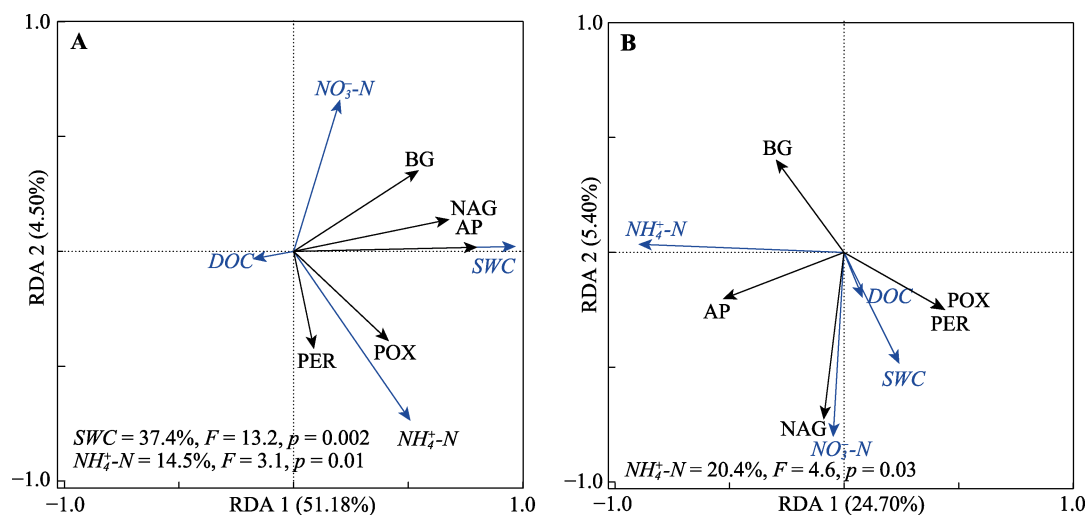 1.0
A
NO₃⁻-N
BG
NAG
AP
DOC
SWC
PER
POX
NH₄⁺-N
SWC = 37.4%, F = 13.2, p = 0.002
NH₄⁺-N = 14.5%, F = 3.1, p = 0.01
RDA 2 (4.50%)
−1.0
−1.0
RDA 1 (51.18%)
1.0
1.0
B
BG
NH₄⁺-N
AP
DOC
POX
PER
SWC
NAG
NO₃⁻-N
NH₄⁺-N = 20.4%, F = 4.6, p = 0.03
RDA 2 (5.40%)
−1.0
−1.0
RDA 1 (24.70%)
1.0